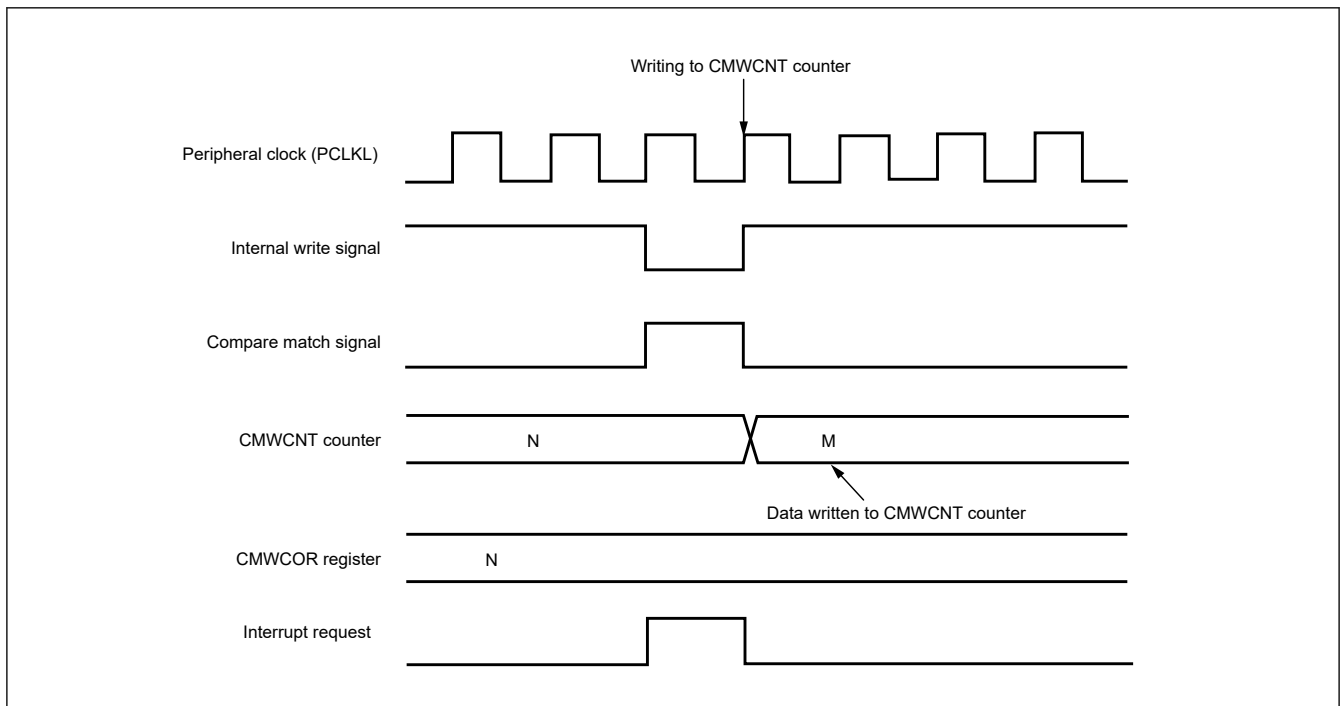 Writing to CMWCNT counter
Peripheral clock (PCLKL)
Internal write signal
Compare match signal
CMWCNT counter
N
M
Data written to CMWCNT counter
CMWCOR register
N
Interrupt request